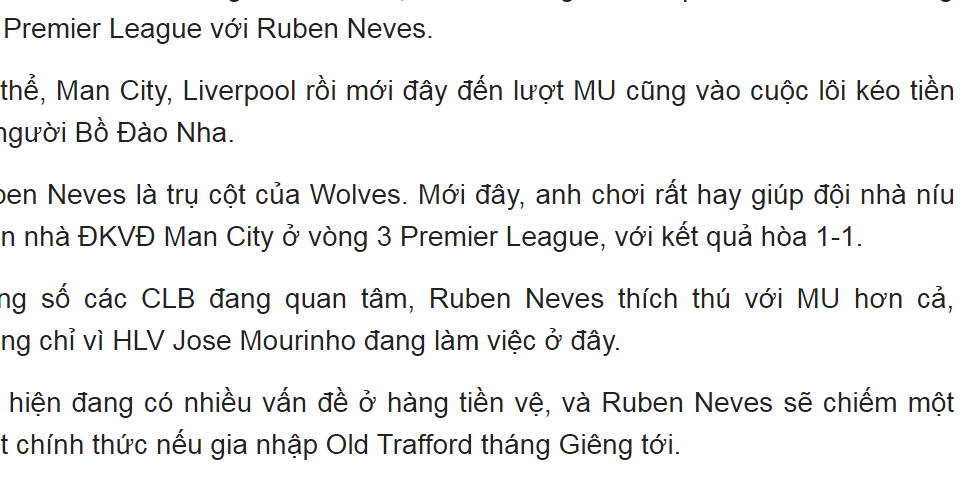 Premier League với Ruben Neves.
thể, Man City, Liverpool rồi mới đây đến lượt MU cũng vào cuộc lôi kéo tiền
người Bồ Đào Nha.
ben Neves là trụ cột của Wolves. Mới đây, anh chơi rất hay giúp đội nhà níu
n nhà ĐKVĐ Man City ở vòng 3 Premier League, với kết quả hòa 1-1.
ng số các CLB đang quan tâm, Ruben Neves thích thú với MU hơn cả,
ng chỉ vì HLV Jose Mourinho đang làm việc ở đây.
hiện đang có nhiều vấn đề ở hàng tiền vệ, và Ruben Neves sẽ chiếm một
t chính thức nếu gia nhập Old Trafford tháng Giêng tới.